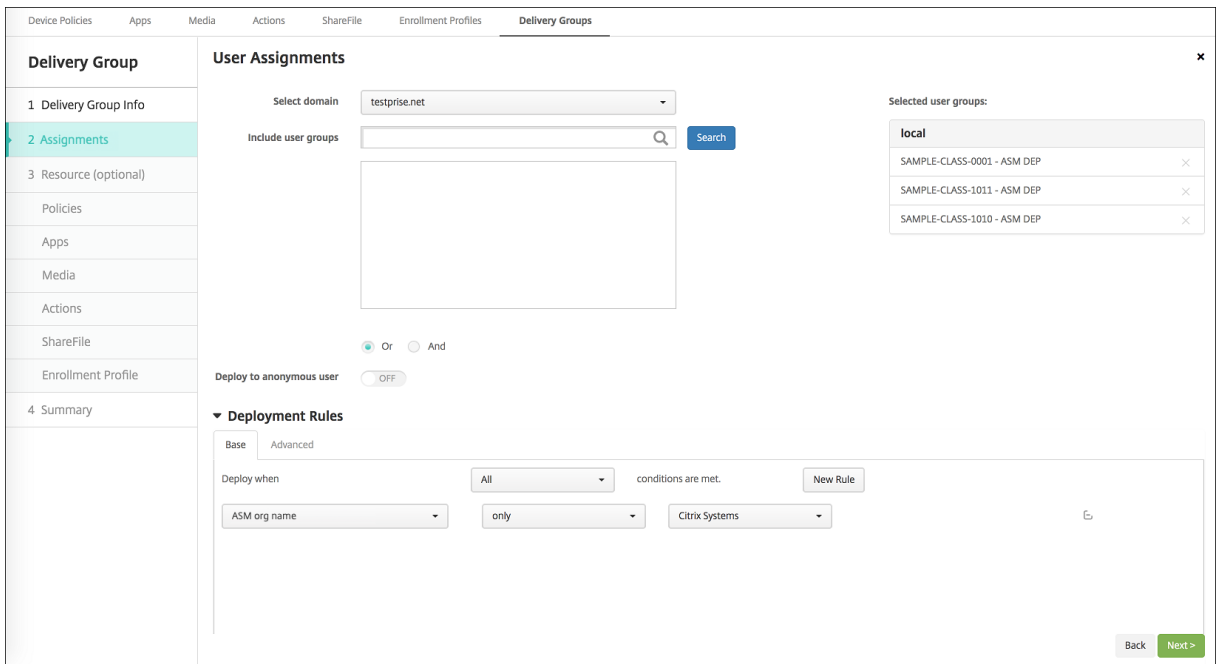 Device Policies Apps Media Actions ShareFile Enrollment Profiles Delivery Groups
Delivery Group
1 Delivery Group Info
2 Assignments
3 Resource (optional)
Policies
Apps
Media
Actions
ShareFile
Enrollment Profile
4 Summary
User Assignments
Select domain testprise.net
Include user groups Search
Or And
Deploy to anonymous user OFF
Selected user groups:
local
SAMPLE-CLASS-0001 - ASM DEP
SAMPLE-CLASS-1011 - ASM DEP
SAMPLE-CLASS-1010 - ASM DEP
Deployment Rules
Base Advanced
Deploy when All conditions are met. New Rule
ASM org name only Citrix Systems
Back Next >